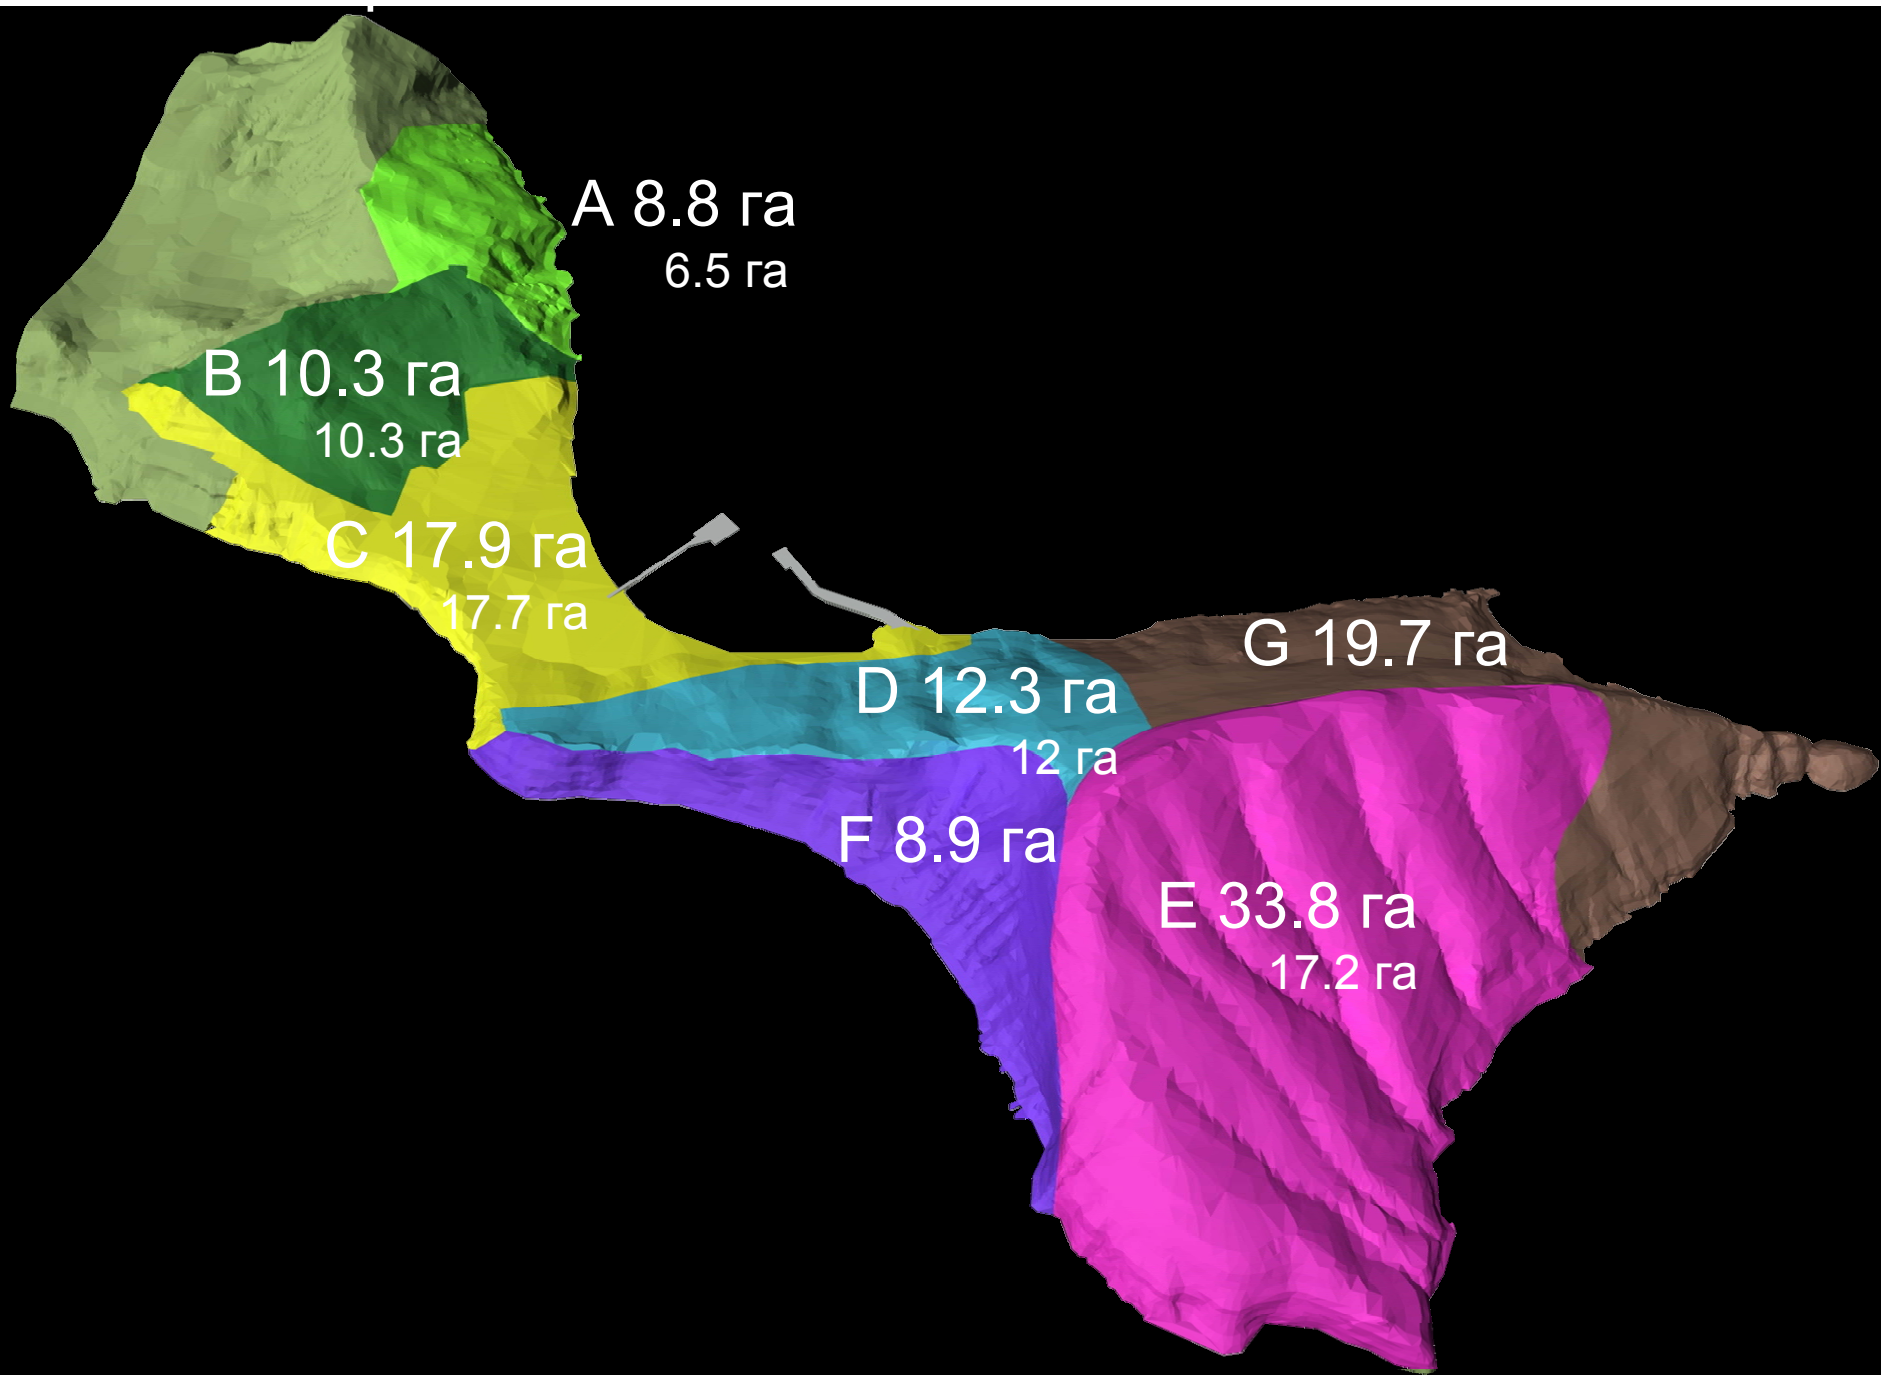 A 8.8 га
6.5 га
B 10.3 га
10.3 га
C 17.9 га
17.7 га
G 19.7 га
D 12.3 га
12 га
F 8.9 га
E 33.8 га
17.2 га